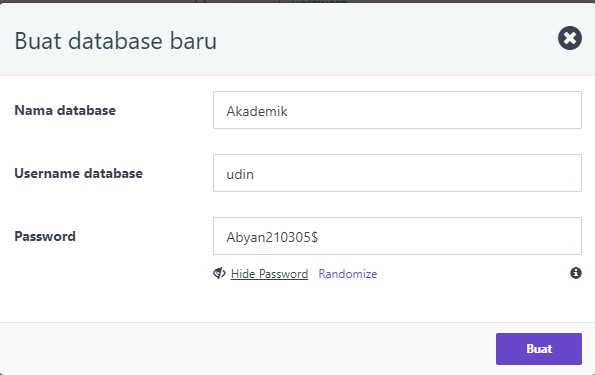 Buat database baru
Nama database
Akademik
Username database
udin
Password
Abyan210305$
Hide Password Randomize
Buat